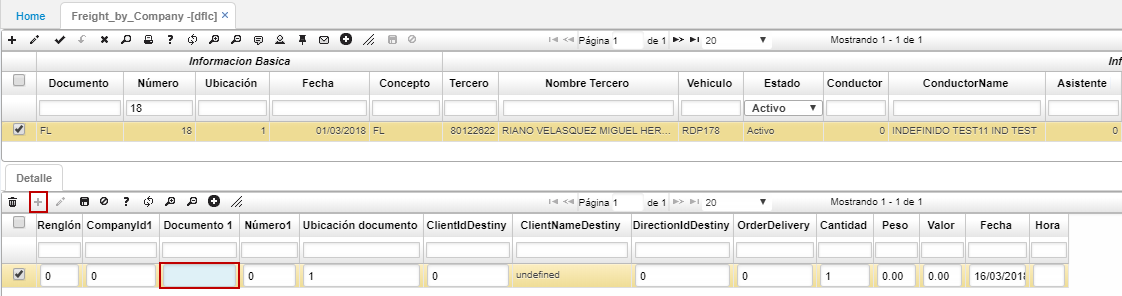 Home
Freight_by_Company -[dflc] ×
Página 1 de 1 20 ▼ Mostrando 1 - 1 de 1
Informacion Basica Inf
Documento Número Ubicación Fecha Concepto Tercero Nombre Tercero Vehiculo Estado Conductor ConductorName Asistente
18 Activo ▼
FL 18 1 01/03/2018 FL 80122622 RIANO VELASQUEZ MIGUEL HER... RDP178 Activo 0 INDEFINIDO TEST11 IND TEST 0
Detalle
Página 1 de 1 20 ▼ Mostrando 1 - 1 de 1
Renglón CompanyId1 Documento 1 Número1 Ubicación documento ClientIdDestiny ClientNameDestiny DirectionIdDestiny OrderDelivery Cantidad Peso Valor Fecha Hora
0 0 0 1 0 undefined 0 0 1 0.00 0.00 16/03/2018